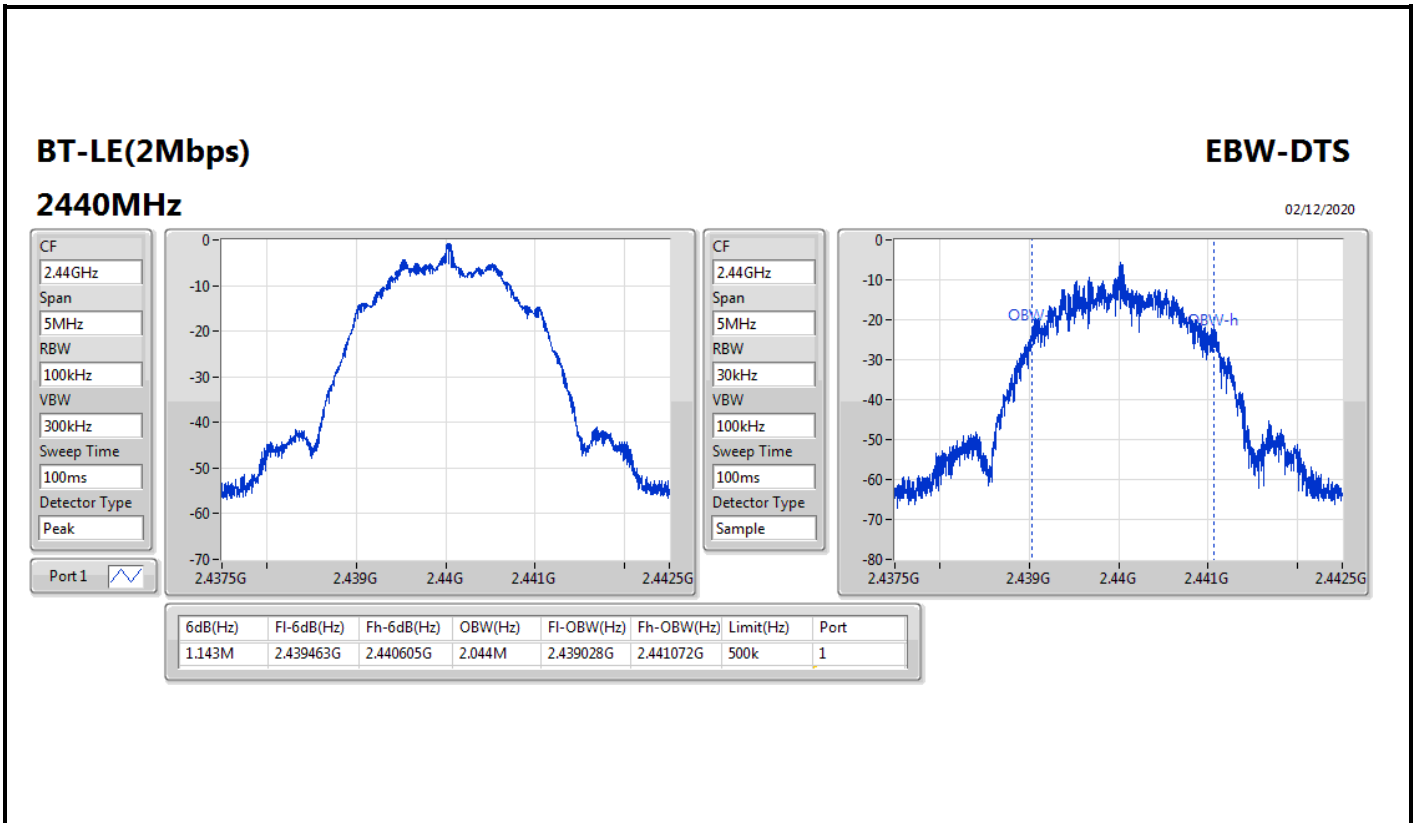 BT-LE(2Mbps)
EBW-DTS
2440MHz
02/12/2020
CF
2.44GHz
Span
5MHz
RBW
100kHz
VBW
300kHz
Sweep Time
100ms
Detector Type
Peak
Port 1
0
-10
-20
-30
-40
-50
-60
-70
2.4375G 2.439G 2.44G 2.441G 2.4425G
CF
2.44GHz
Span
5MHz
RBW
30kHz
VBW
100kHz
Sweep Time
100ms
Detector Type
Sample
0
-10
-20
-30
-40
-50
-60
-70
-80
OBW- OBW-h
2.4375G 2.439G 2.44G 2.441G 2.4425G
6dB(Hz) Fl-6dB(Hz) Fh-6dB(Hz) OBW(Hz) Fl-OBW(Hz) Fh-OBW(Hz) Limit(Hz) Port
1.143M 2.439463G 2.440605G 2.044M 2.439028G 2.441072G 500k 1